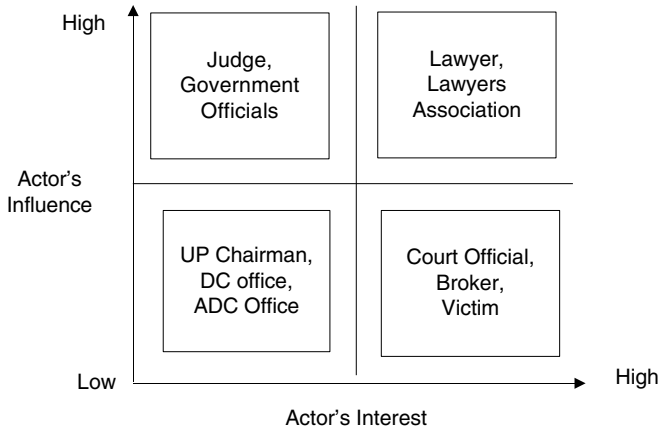 High
Judge,
Government
Officials
Lawyer,
Lawyers
Association
Actor's
Influence
UP Chairman,
DC office,
ADC Office
Court Official,
Broker,
Victim
Low
High
Actor's Interest